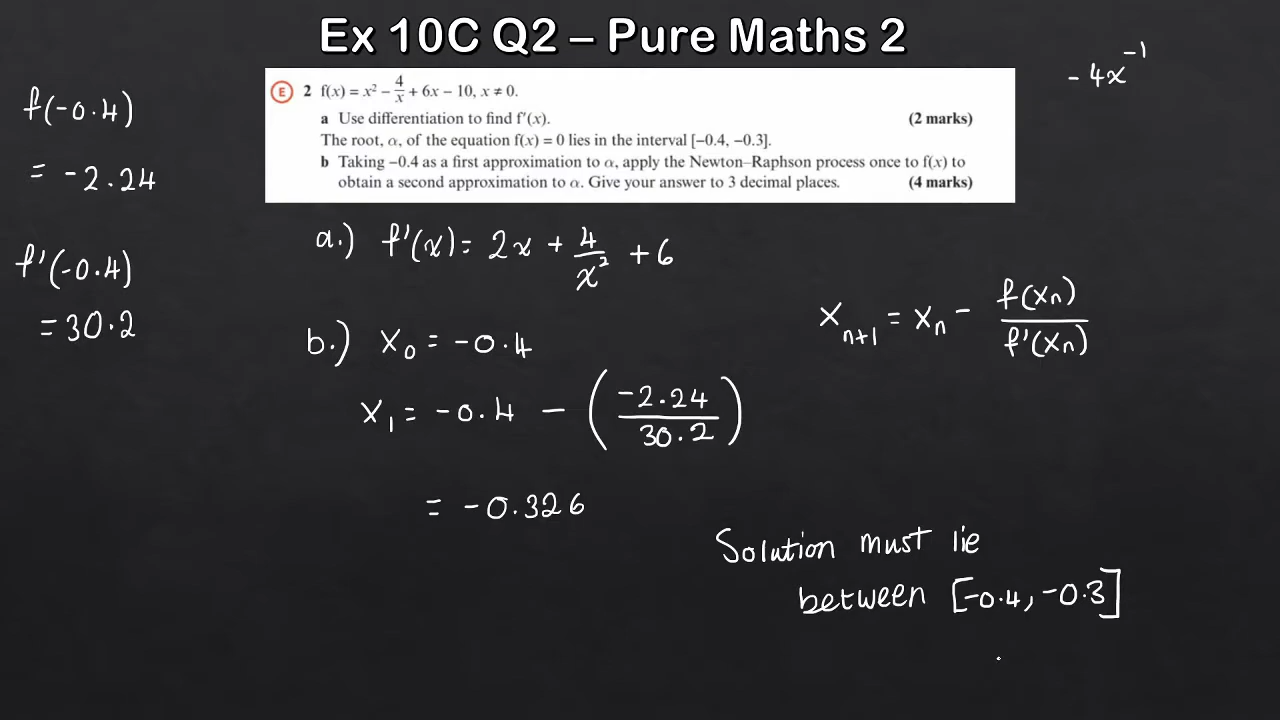 Ex 10C Q2 – Pure Maths 2
- 4x⁻¹
E 2 f(x) = x² − 4/x + 6x − 10, x ≠ 0.
a Use differentiation to find f′(x). (2 marks)
The root, α, of the equation f(x) = 0 lies in the interval [−0.4, −0.3].
b Taking −0.4 as a first approximation to α, apply the Newton–Raphson process once to f(x) to
obtain a second approximation to α. Give your answer to 3 decimal places. (4 marks)
f(-0.4)
= -2.24
f'(-0.4)
= 30.2
a.) f'(x) = 2x + 4/x² + 6
b.) x₀ = -0.4
xₙ₊₁ = xₙ - f(xₙ)/f'(xₙ)
x₁ = -0.4 - (-2.24/30.2)
= -0.326
Solution must lie
between [-0.4, -0.3]